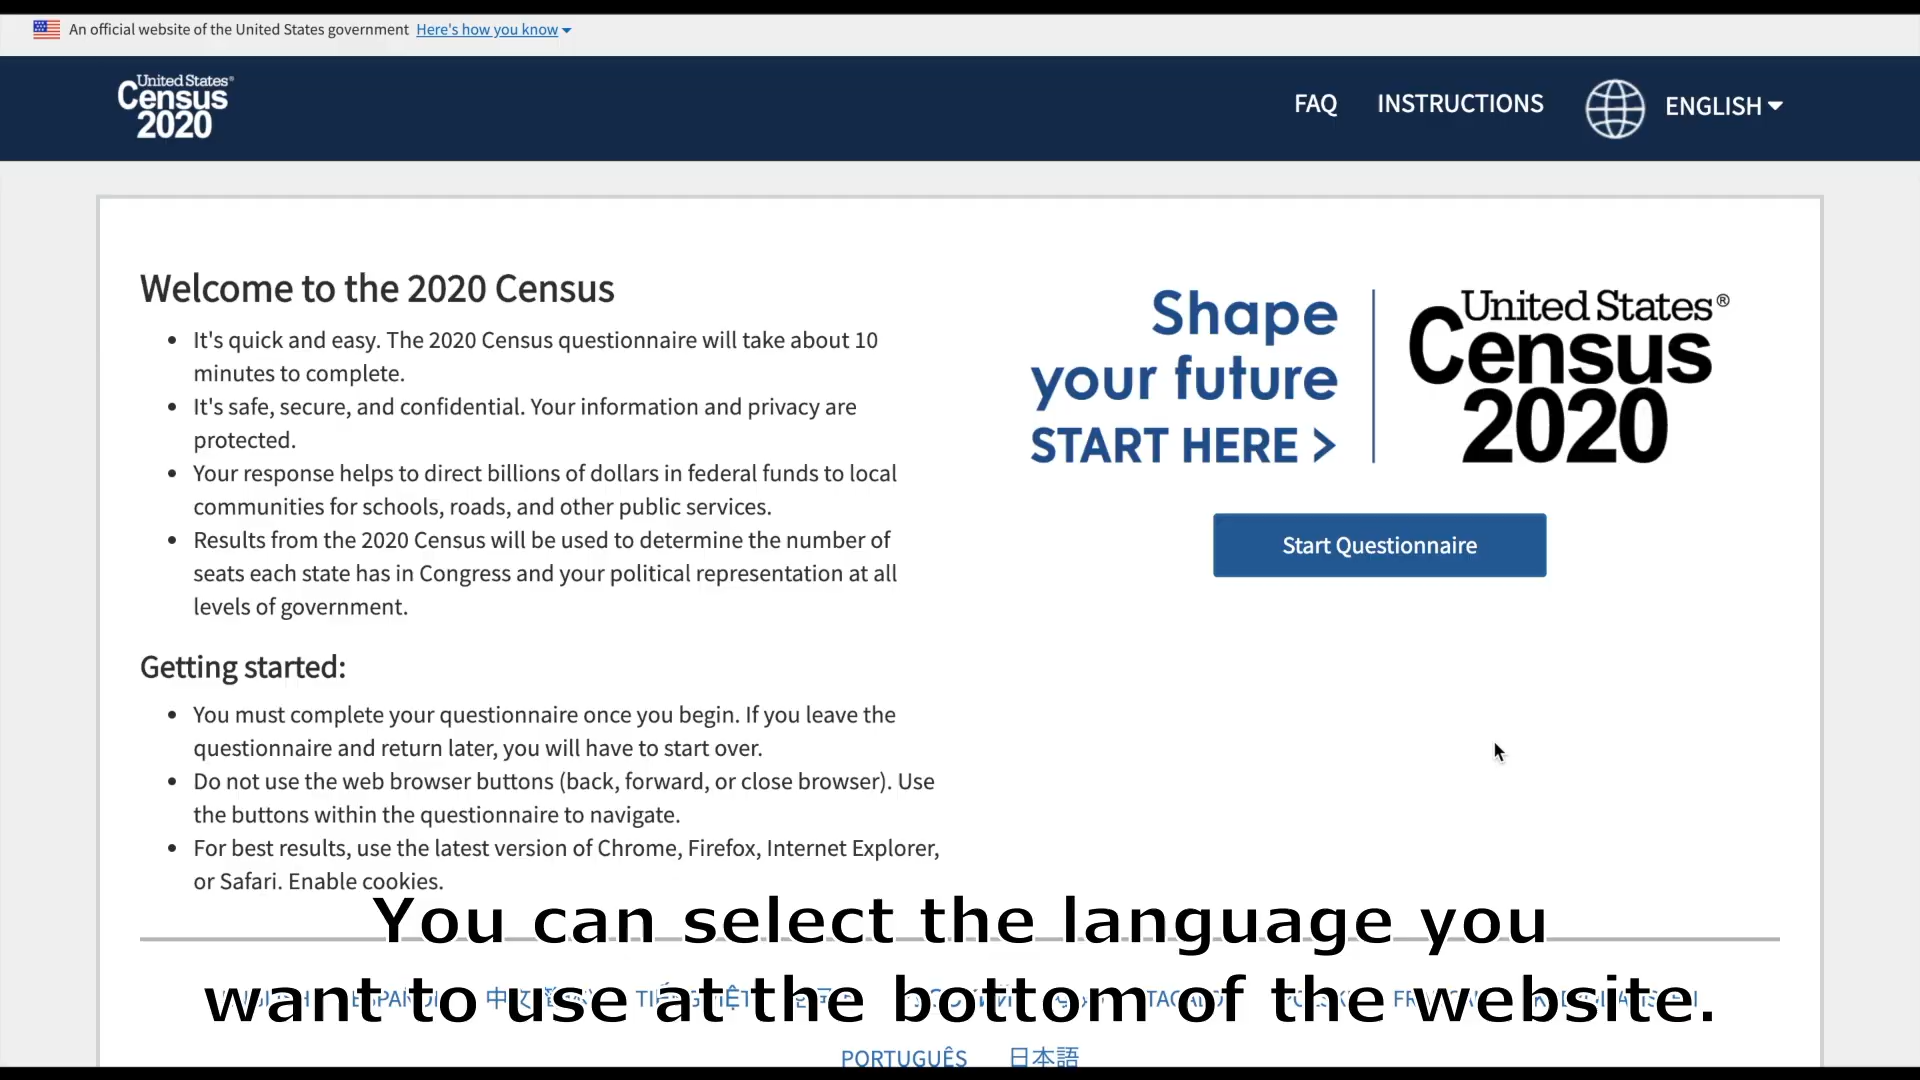 An official website of the United States government Here's how you know
United States®
Census
2020
FAQ INSTRUCTIONS ENGLISH
Welcome to the 2020 Census
• It's quick and easy. The 2020 Census questionnaire will take about 10
minutes to complete.
• It's safe, secure, and confidential. Your information and privacy are
protected.
• Your response helps to direct billions of dollars in federal funds to local
communities for schools, roads, and other public services.
• Results from the 2020 Census will be used to determine the number of
seats each state has in Congress and your political representation at all
levels of government.
Getting started:
• You must complete your questionnaire once you begin. If you leave the
questionnaire and return later, you will have to start over.
• Do not use the web browser buttons (back, forward, or close browser). Use
the buttons within the questionnaire to navigate.
• For best results, use the latest version of Chrome, Firefox, Internet Explorer,
or Safari. Enable cookies.
Shape
your future
START HERE >
United States®
Census
2020
Start Questionnaire
You can select the language you
want to use at the bottom of the website.
PORTUGUÊS 日本語